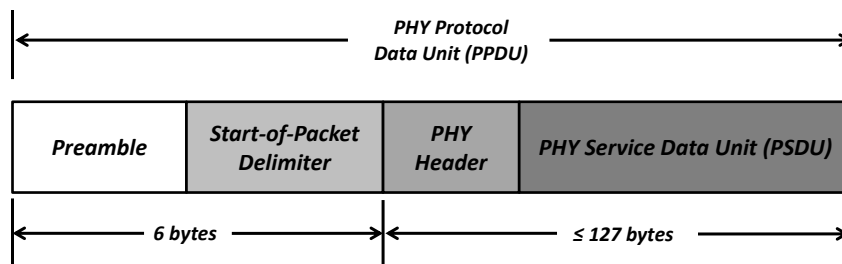 PHY Protocol
Data Unit (PPDU)
Preamble
Start-of-Packet
Delimiter
PHY
Header
PHY Service Data Unit (PSDU)
6 bytes
≤ 127 bytes